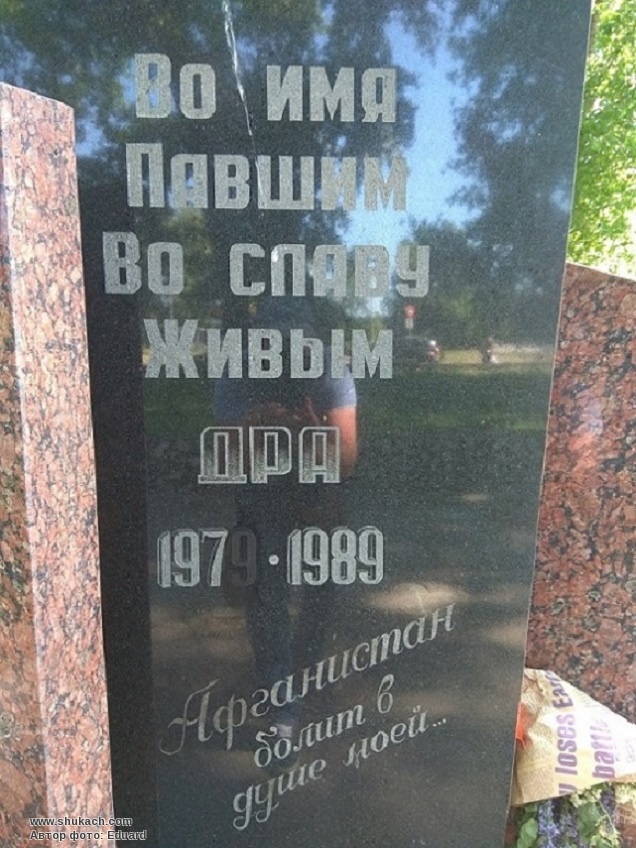 Во имя
Павшим
Во славу
Живым
ДРА
1979·1989
Афганистан
болит в
душе моей...
loses
www.shukach.com
Автор фото: Eduard